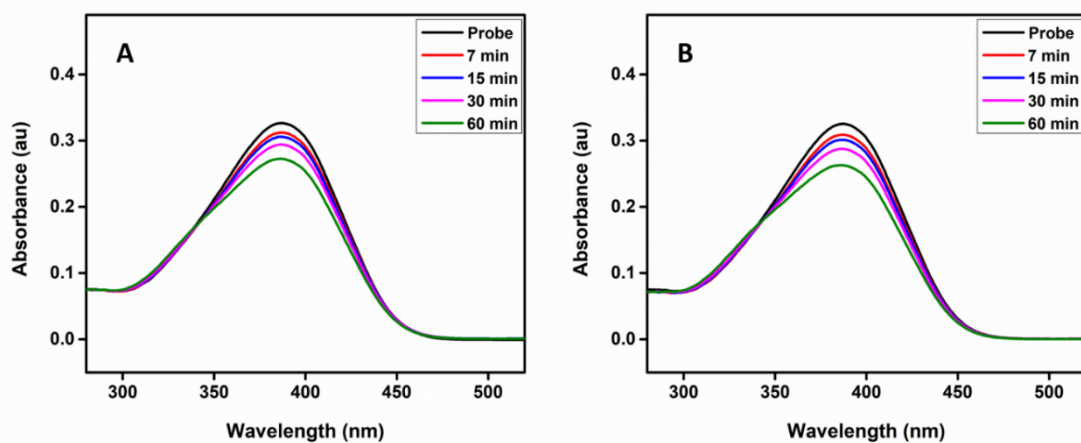 A
Probe
7 min
15 min
30 min
60 min
0.4
0.3
0.2
0.1
0.0
Absorbance (au)
300
350
400
450
500
Wavelength (nm)
B
Probe
7 min
15 min
30 min
60 min
0.4
0.3
0.2
0.1
0.0
Absorbance (au)
300
350
400
450
500
Wavelength (nm)